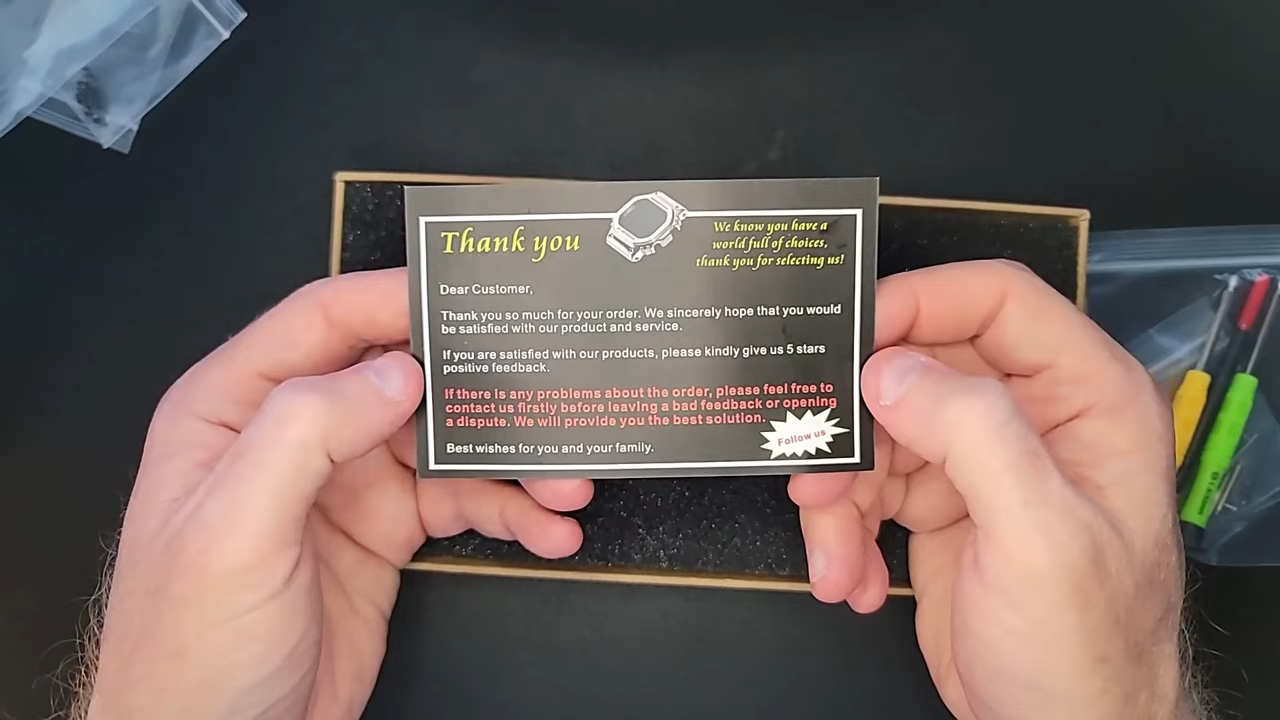 Thank you
We know you have a
world full of choices,
thank you for selecting us!
Dear Customer,
Thank you so much for your order. We sincerely hope that you would
be satisfied with our product and service.
If you are satisfied with our products, please kindly give us 5 stars
positive feedback.
If there is any problems about the order, please feel free to
contact us firstly before leaving a bad feedback or opening
a dispute. We will provide you the best solution.
Follow us
Best wishes for you and your family.